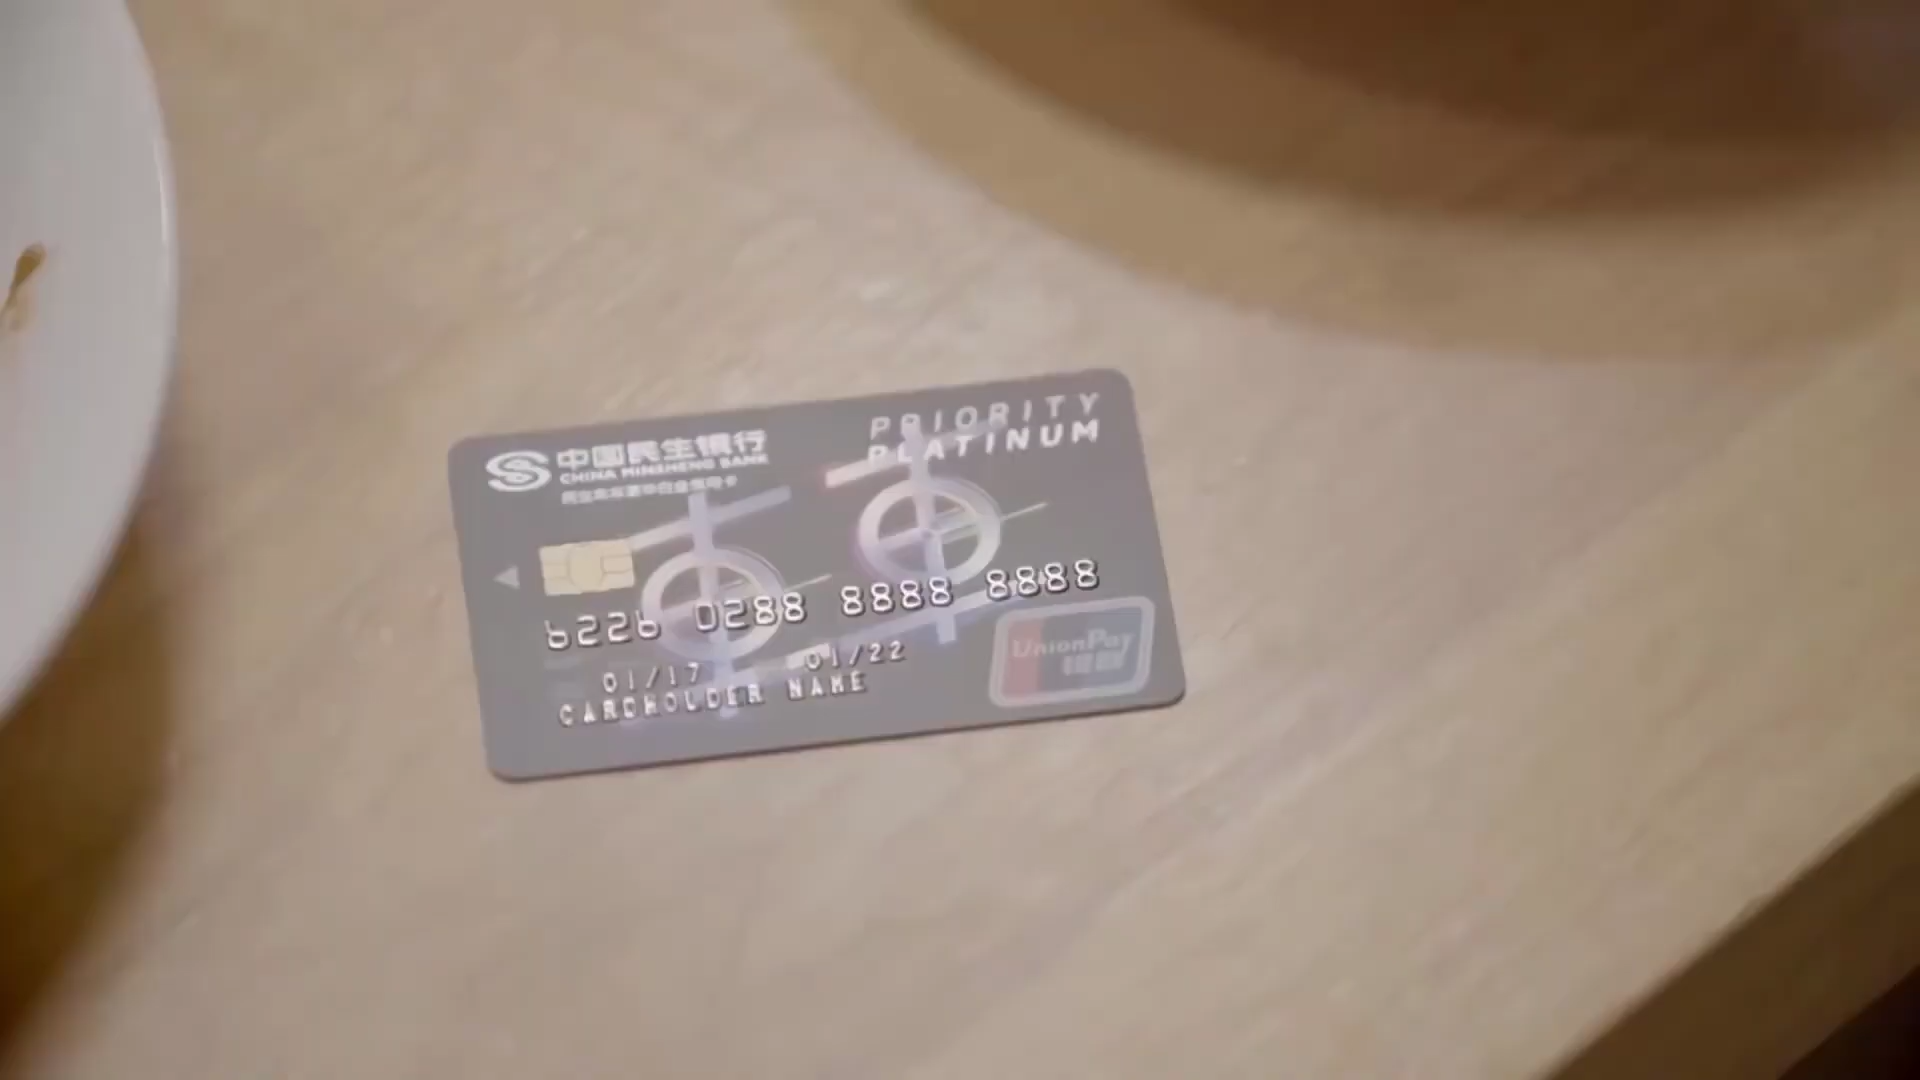 中国民生银行
CHINA MINSHENG BANK
PRIORITY
PLATINUM
6226 0288 8888 8888
01/17 01/22
CARDHOLDER NAME
UnionPay
银联